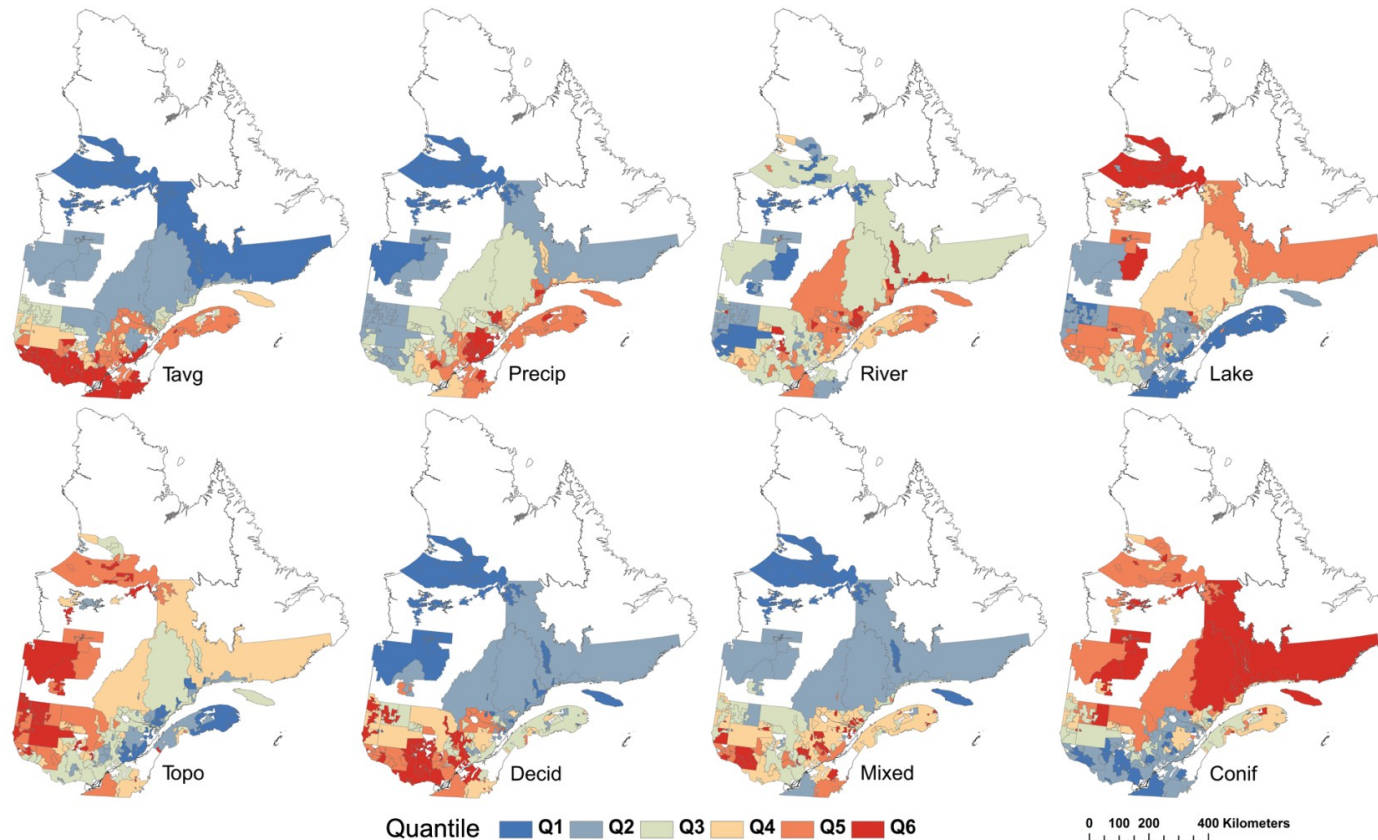 Tavg
Precip
River
Lake
Topo
Decid
Mixed
Conif
Quantile Q1 Q2 Q3 Q4 Q5 Q6
0 100 200 400 Kilometers